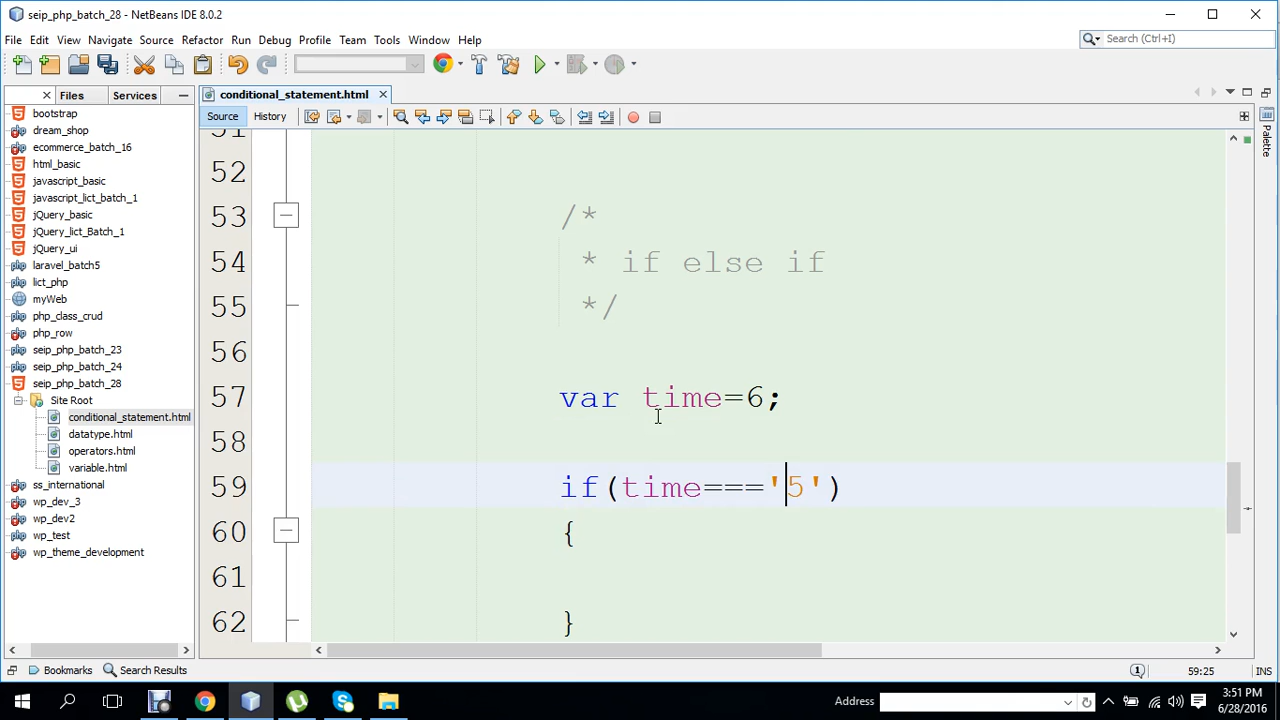 seip_php_batch_28 - NetBeans IDE 8.0.2
File Edit View Navigate Source Refactor Run Debug Profile Team Tools Window Help
Search (Ctrl+I)
Files Services
conditional_statement.html
Source History
Palette
bootstrap
dream_shop
ecommerce_batch_16
html_basic
javascript_basic
javascript_lict_batch_1
jQuery_basic
jQuery_lict_Batch_1
jQuery_ui
laravel_batch5
lict_php
myWeb
php_class_crud
php_row
seip_php_batch_23
seip_php_batch_24
seip_php_batch_28
Site Root
conditional_statement.html
datatype.html
operators.html
variable.html
ss_international
wp_dev_3
wp_dev2
wp_test
wp_theme_development
51
52
53 /*
54 * if else if
55 */
56
57 var time=6;
58
59 if(time==='5')
60 {
61
62 }
Bookmarks Search Results
1
59:25 INS
Address
3:51 PM
6/28/2016